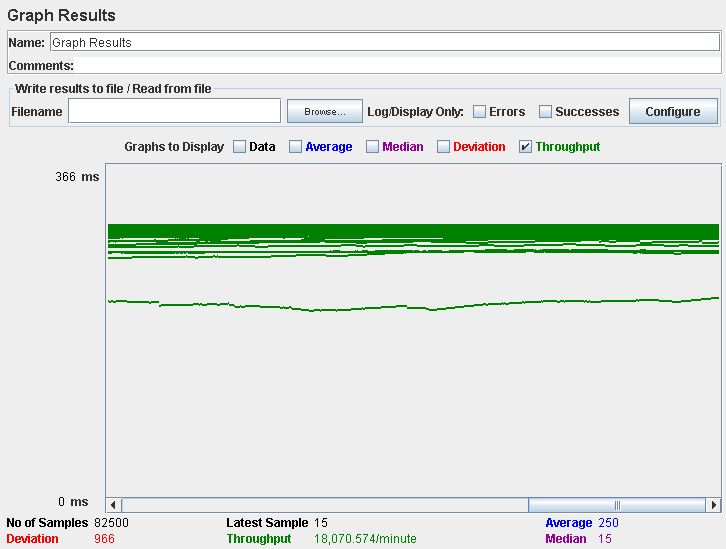 Graph Results
Name: Graph Results
Comments:
Write results to file / Read from file
Filename Browse... Log/Display Only: Errors Successes Configure
Graphs to Display Data Average Median Deviation Throughput
366 ms
0 ms
No of Samples 82500 Latest Sample 15 Average 250
Deviation 966 Throughput 18,070.574/minute Median 15